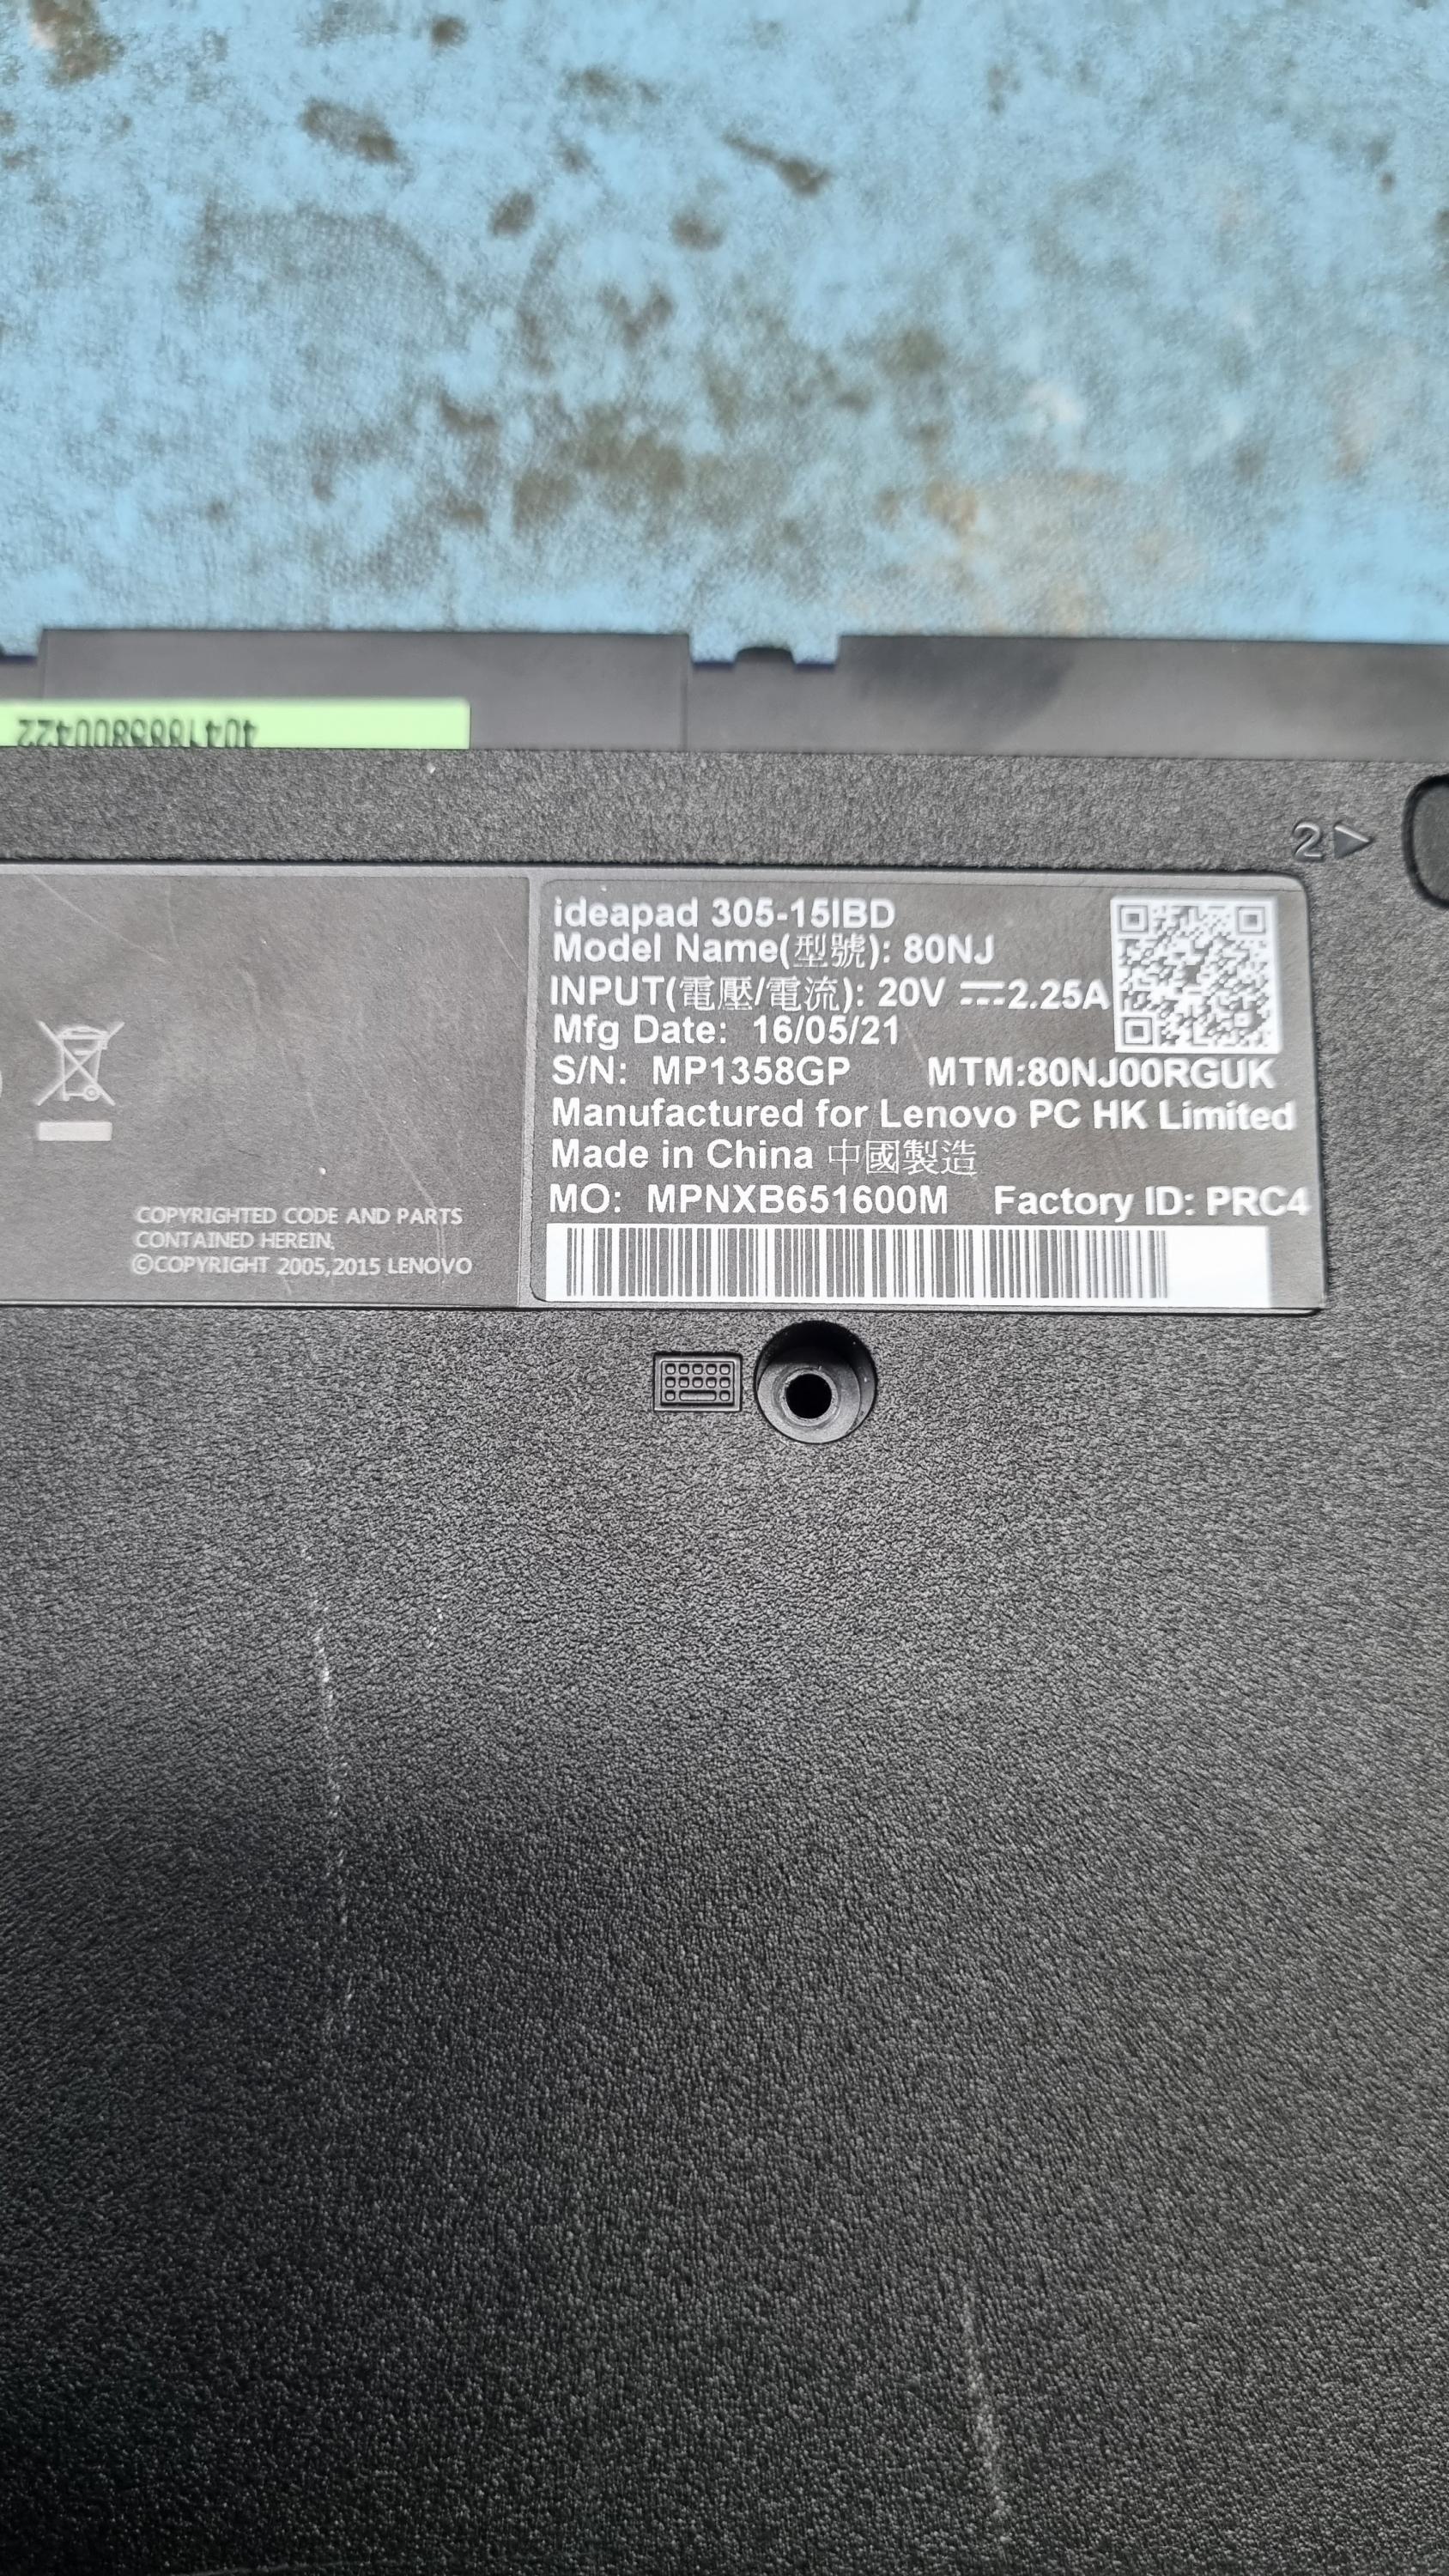 2
ideapad 305-15IBD
Model Name(型號): 80NJ
INPUT(電壓/電流): 20V ⎓2.25A
Mfg Date: 16/05/21
S/N: MP1358GP MTM:80NJ00RGUK
Manufactured for Lenovo PC HK Limited
Made in China 中國製造
MO: MPNXB651600M Factory ID: PRC4
COPYRIGHTED CODE AND PARTS
CONTAINED HEREIN,
©COPYRIGHT 2005,2015 LENOVO